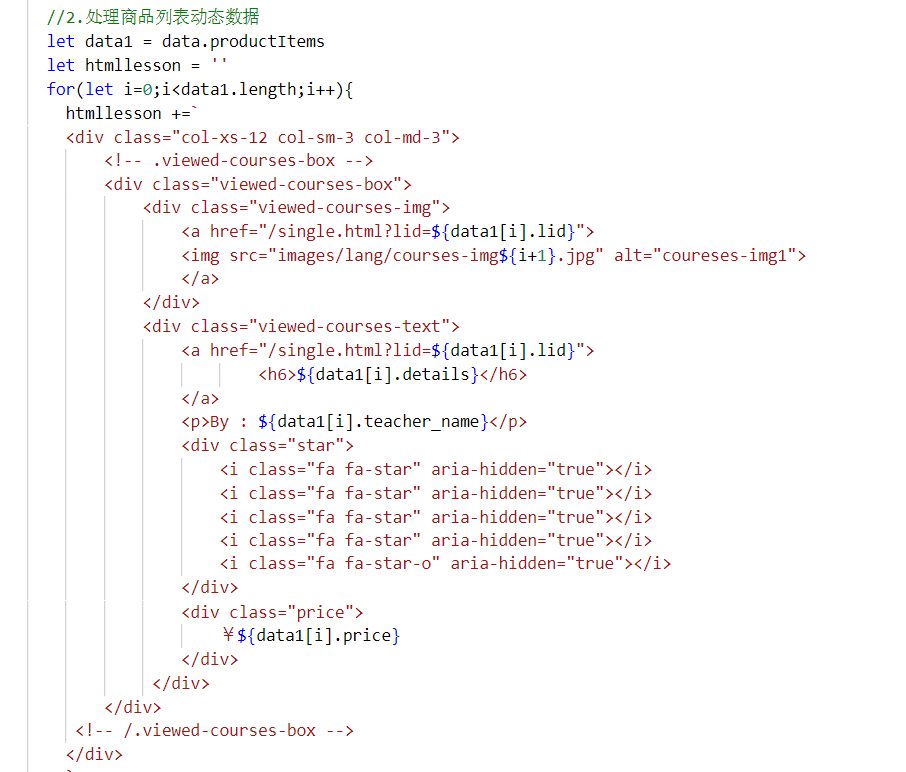 //2.处理商品列表动态数据
let data1 = data.productItems
let htmllesson = ''
for(let i=0;i<data1.length;i++){
htmllesson +=`
<div class="col-xs-12 col-sm-3 col-md-3">
<!-- .viewed-courses-box -->
<div class="viewed-courses-box">
<div class="viewed-courses-img">
<a href="/single.html?lid=${data1[i].lid}">
<img src="images/lang/courses-img${i+1}.jpg" alt="coureses-img1">
</a>
</div>
<div class="viewed-courses-text">
<a href="/single.html?lid=${data1[i].lid}">
<h6>${data1[i].details}</h6>
</a>
<p>By : ${data1[i].teacher_name}</p>
<div class="star">
<i class="fa fa-star" aria-hidden="true"></i>
<i class="fa fa-star" aria-hidden="true"></i>
<i class="fa fa-star" aria-hidden="true"></i>
<i class="fa fa-star" aria-hidden="true"></i>
<i class="fa fa-star-o" aria-hidden="true"></i>
</div>
<div class="price">
￥${data1[i].price}
</div>
</div>
</div>
<!-- /.viewed-courses-box -->
</div>
`